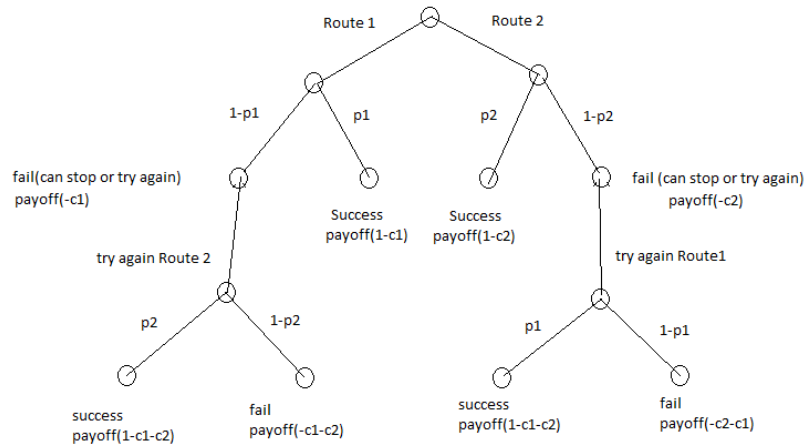 Route 1
Route 2
1-p1
p1
p2
1-p2
fail(can stop or try again)
payoff(-c1)
Success
payoff(1-c1)
Success
payoff(1-c2)
fail (can stop or try again)
payoff(-c2)
try again Route 2
try again Route1
p2
1-p2
p1
1-p1
success
payoff(1-c1-c2)
fail
payoff(-c1-c2)
success
payoff(1-c1-c2)
fail
payoff(-c2-c1)